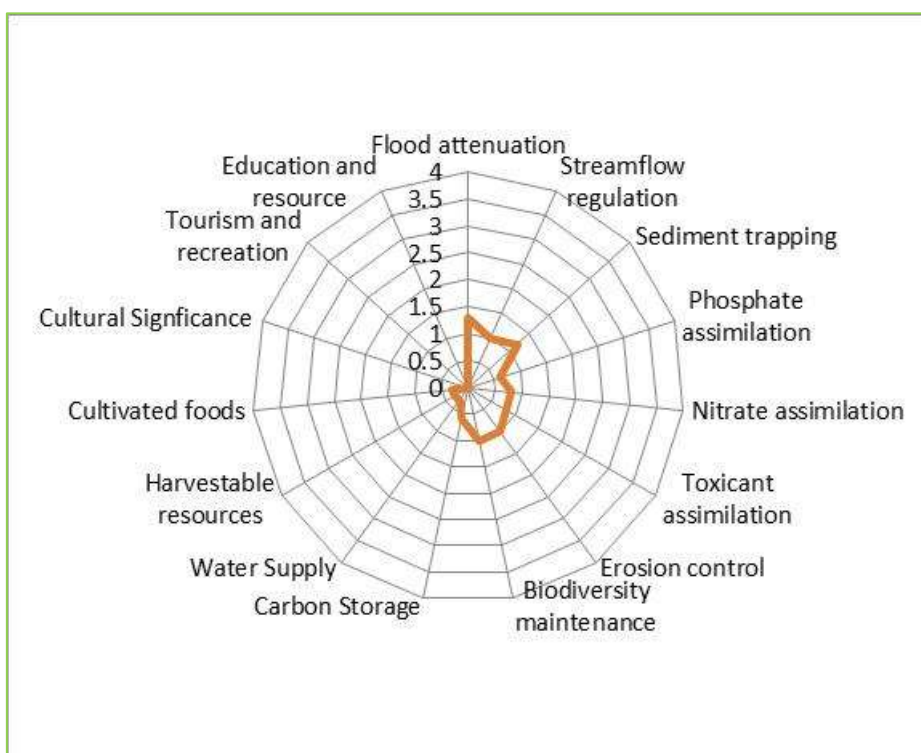 Flood attenuation
Streamflow
regulation
Sediment trapping
Phosphate
assimilation
Nitrate assimilation
Toxicant
assimilation
Erosion control
Biodiversity
maintenance
Carbon Storage
Water Supply
Harvestable
resources
Cultivated foods
Cultural Signficance
Tourism and
recreation
Education and
resource
4
3.5
3
2.5
2
1.5
1
0.5
0